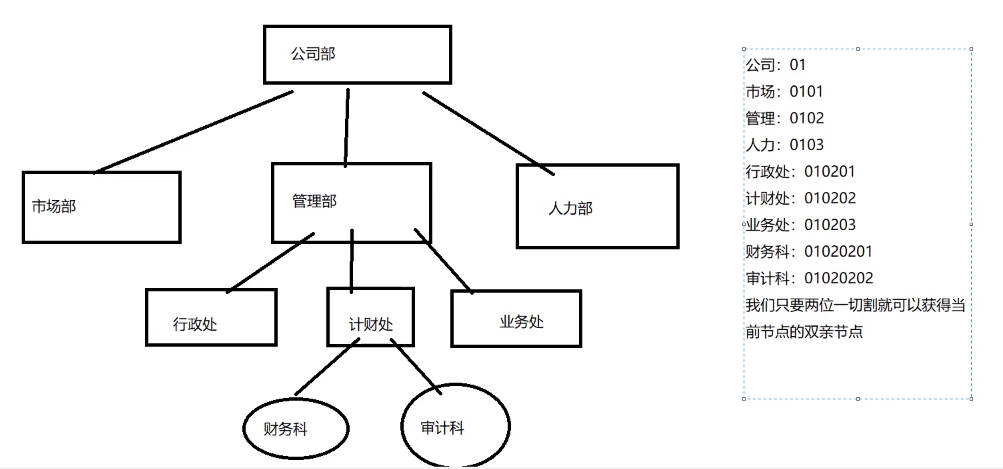 公司部
市场部
管理部
人力部
行政处
计财处
业务处
财务科
审计科
公司：01
市场：0101
管理：0102
人力：0103
行政处：010201
计财处：010202
业务处：010203
财务科：01020201
审计科：01020202
我们只要两位一切割就可以获得当
前节点的双亲节点